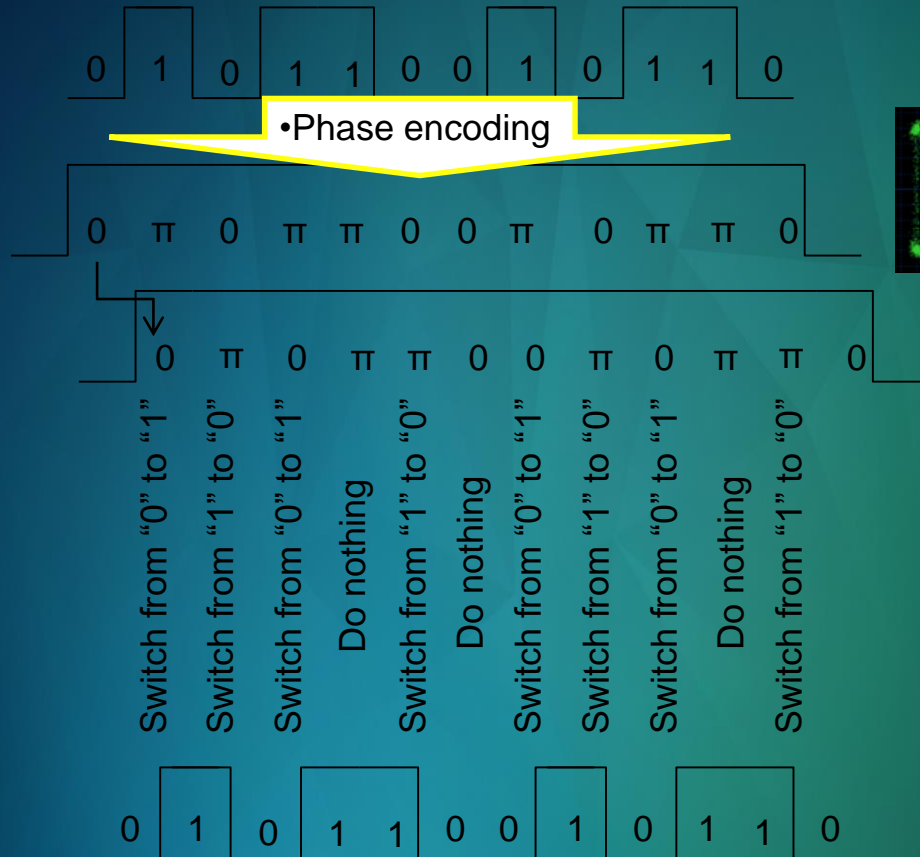 0 1 0 1 1 0 0 1 0 1 1 0
•Phase encoding
0 π 0 π π 0 0 π 0 π π 0
0 π 0 π π 0 0 π 0 π π 0
Switch from “0” to “1”
Switch from “1” to “0”
Switch from “0” to “1”
Do nothing
Switch from “1” to “0”
Do nothing
Switch from “0” to “1”
Switch from “1” to “0”
Switch from “0” to “1”
Do nothing
Switch from “1” to “0”
0 1 0 1 1 0 0 1 0 1 1 0